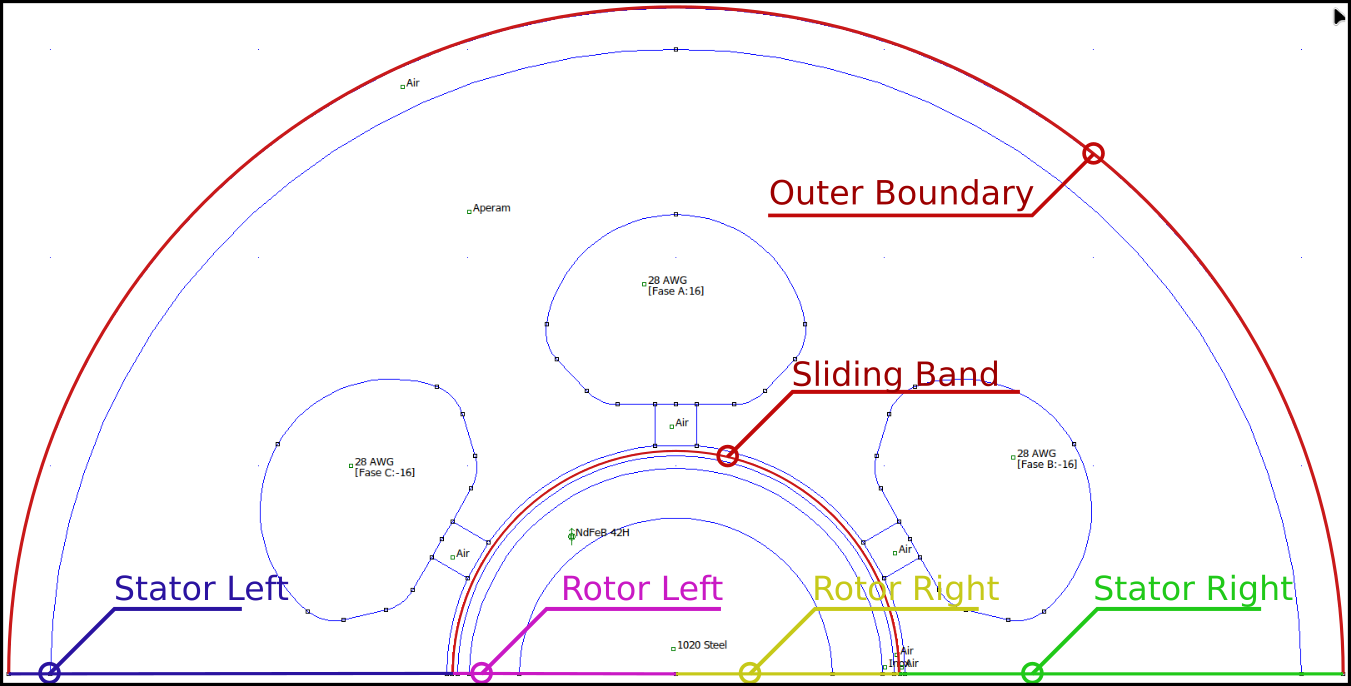 Air
Outer Boundary
Aperam
28 AWG
[Fase A:16]
Sliding Band
Air
28 AWG
[Fase C:-16]
28 AWG
[Fase B:-16]
NdFeB 42H
Air
Air
Stator Left
Rotor Left
Rotor Right
Stator Right
1020 Steel
Air
Air